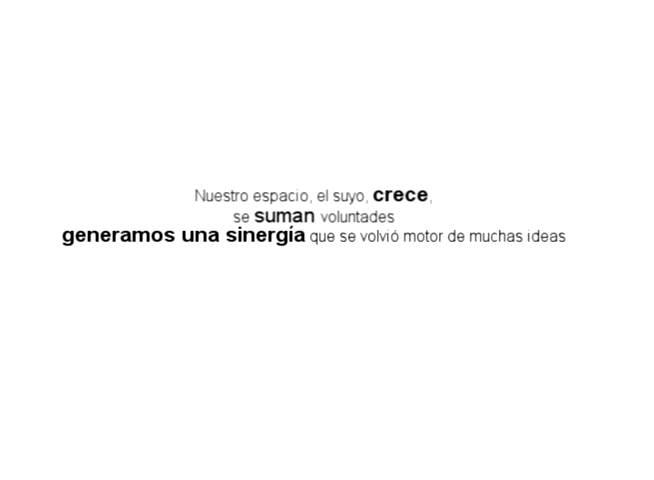 Nuestro espacio, el suyo, crece,
se suman voluntades
generamos una sinergía que se volvió motor de muchas ideas